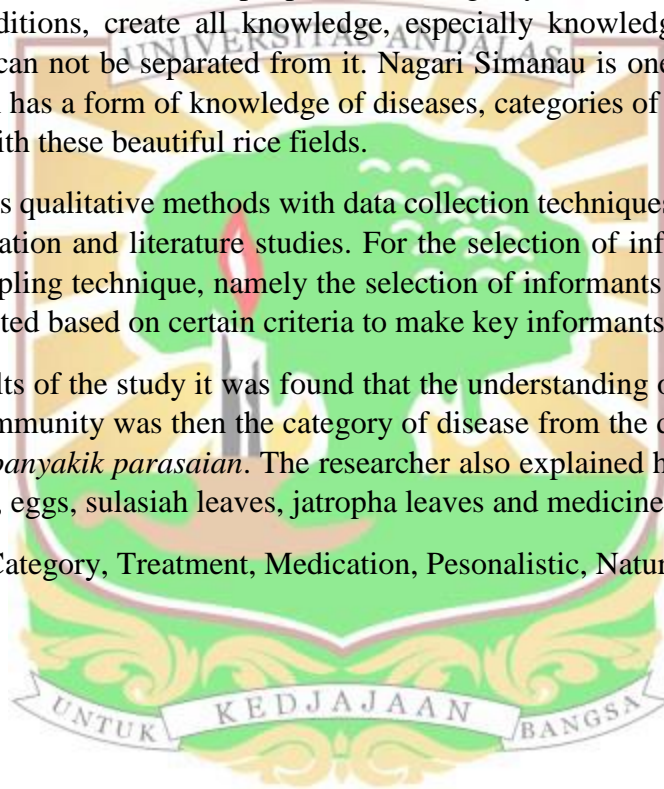 ditions, create all knowledge, especially knowledg
UNIVERSITAS ANDALAS
can not be separated from it. Nagari Simanau is one
has a form of knowledge of diseases, categories of
ith these beautiful rice fields.
s qualitative methods with data collection techniques
ation and literature studies. For the selection of inf
pling technique, namely the selection of informants
ted based on certain criteria to make key informants
lts of the study it was found that the understanding o
mmunity was then the category of disease from the c
panyakik parasaian. The researcher also explained h
, eggs, sulasiah leaves, jatropha leaves and medicine
Category, Treatment, Medication, Pesonalistic, Natur
UNTUK KEDJAJAAN BANGSA